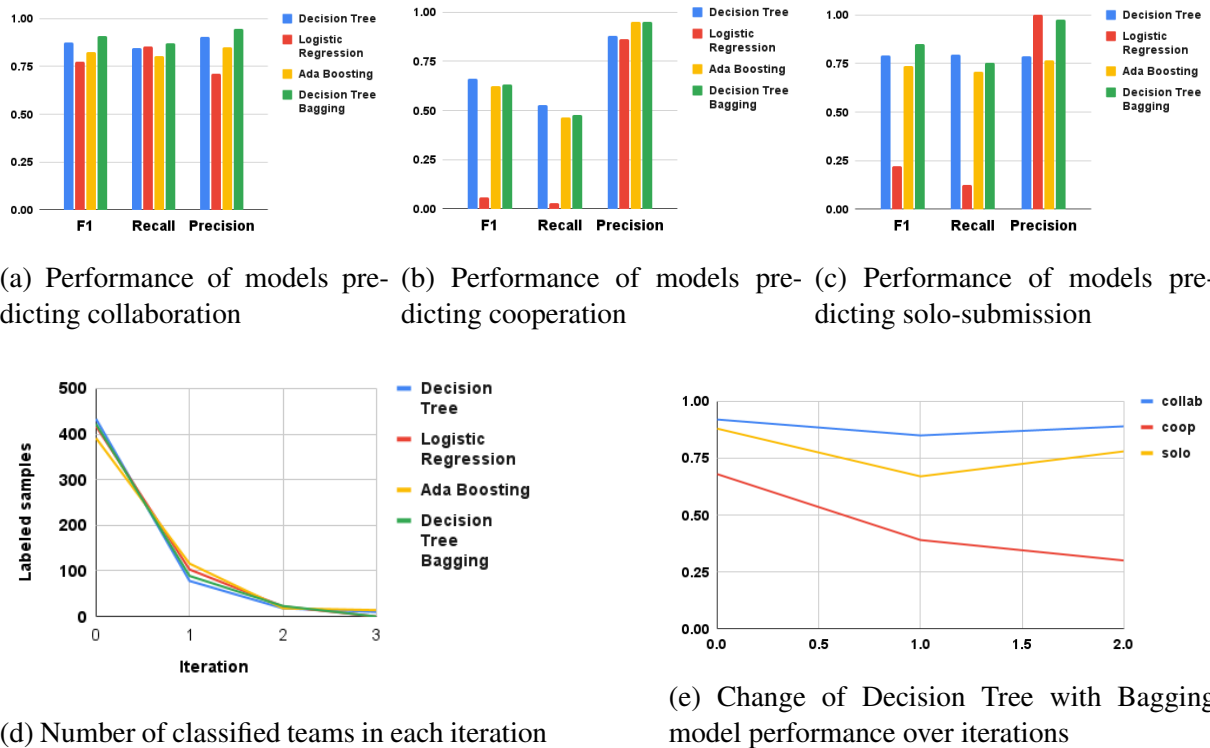 1.00
0.75
0.50
0.25
0.00
F1 Recall Precision
Decision Tree
Logistic
Regression
Ada Boosting
Decision Tree
Bagging
(a) Performance of models pre-
dicting collaboration
1.00
0.75
0.50
0.25
0.00
F1 Recall Precision
Decision Tree
Logistic
Regression
Ada Boosting
Decision Tree
Bagging
(b) Performance of models pre-
dicting cooperation
1.00
0.75
0.50
0.25
0.00
F1 Recall Precision
Decision Tree
Logistic
Regression
Ada Boosting
Decision Tree
Bagging
(c) Performance of models pre-
dicting solo-submission
Labeled samples
500
400
300
200
100
0
0 1 2 3
Iteration
Decision
Tree
Logistic
Regression
Ada Boosting
Decision
Tree
Bagging
(d) Number of classified teams in each iteration
1.00
0.75
0.50
0.25
0.00
0.0 0.5 1.0 1.5 2.0
collab
coop
solo
(e) Change of Decision Tree with Bagging
model performance over iterations